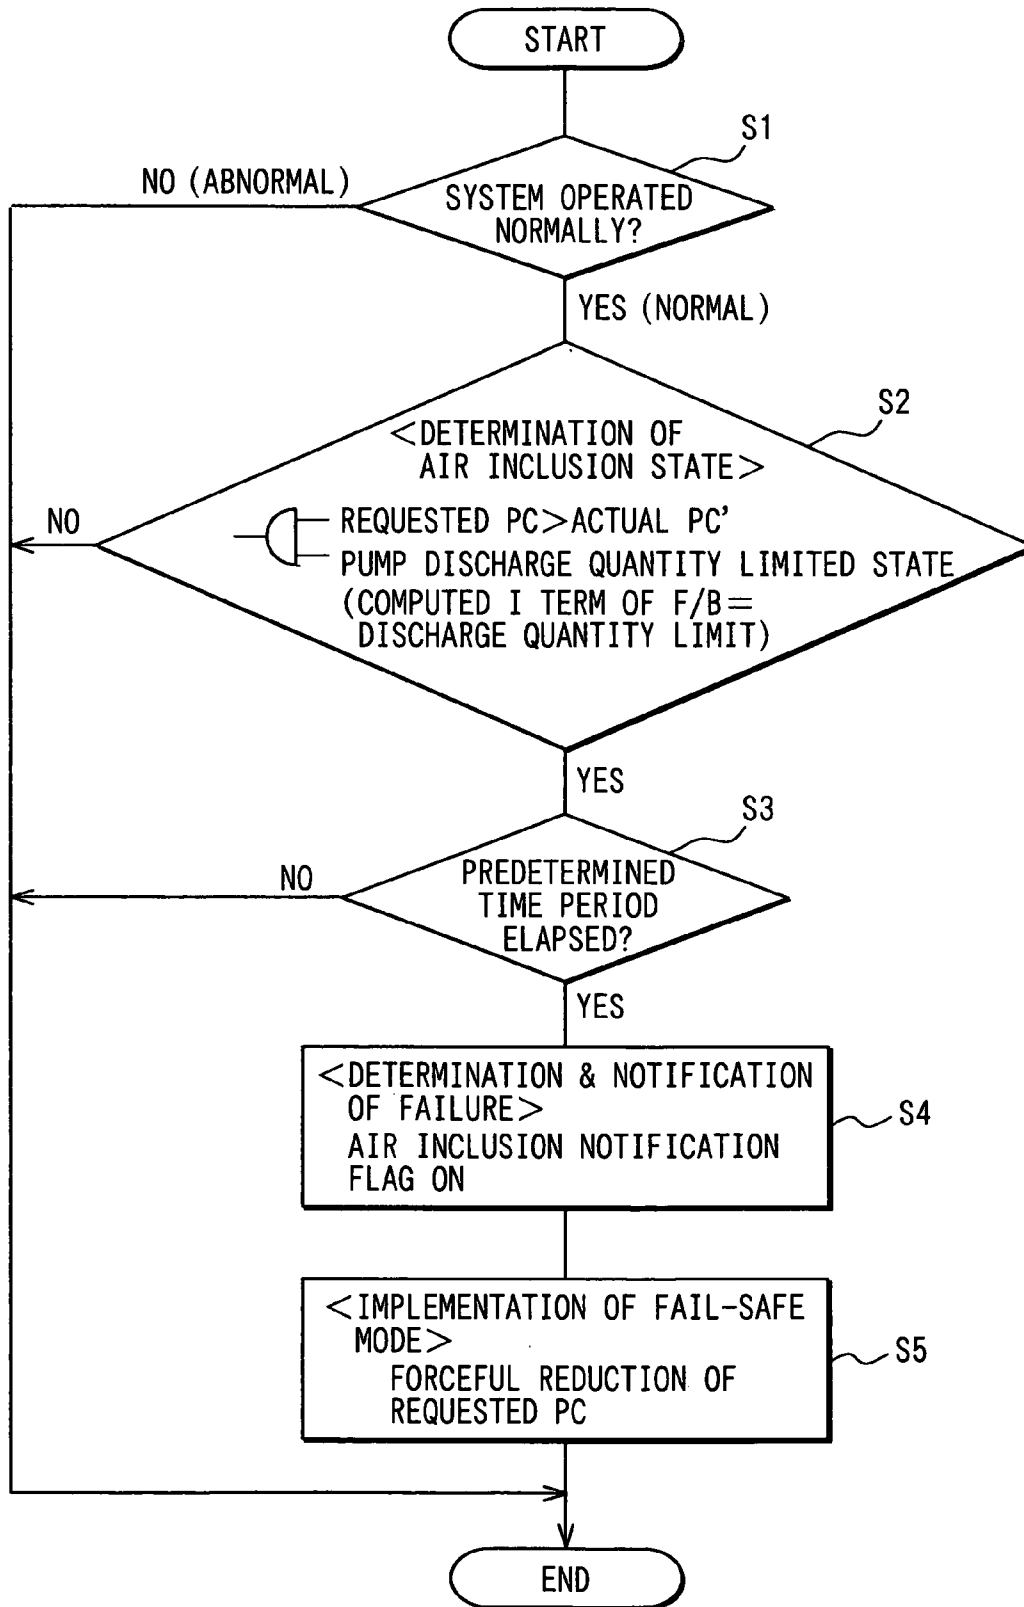 START
S1
NO (ABNORMAL)
SYSTEM OPERATED
NORMALLY?
YES (NORMAL)
S2
<DETERMINATION OF
AIR INCLUSION STATE>
NO
REQUESTED PC>ACTUAL PC'
PUMP DISCHARGE QUANTITY LIMITED STATE
(COMPUTED I TERM OF F/B=
DISCHARGE QUANTITY LIMIT)
YES
S3
NO
PREDETERMINED
TIME PERIOD
ELAPSED?
YES
<DETERMINATION & NOTIFICATION
OF FAILURE>
AIR INCLUSION NOTIFICATION
FLAG ON
S4
<IMPLEMENTATION OF FAIL-SAFE
MODE>
FORCEFUL REDUCTION OF
REQUESTED PC
S5
END